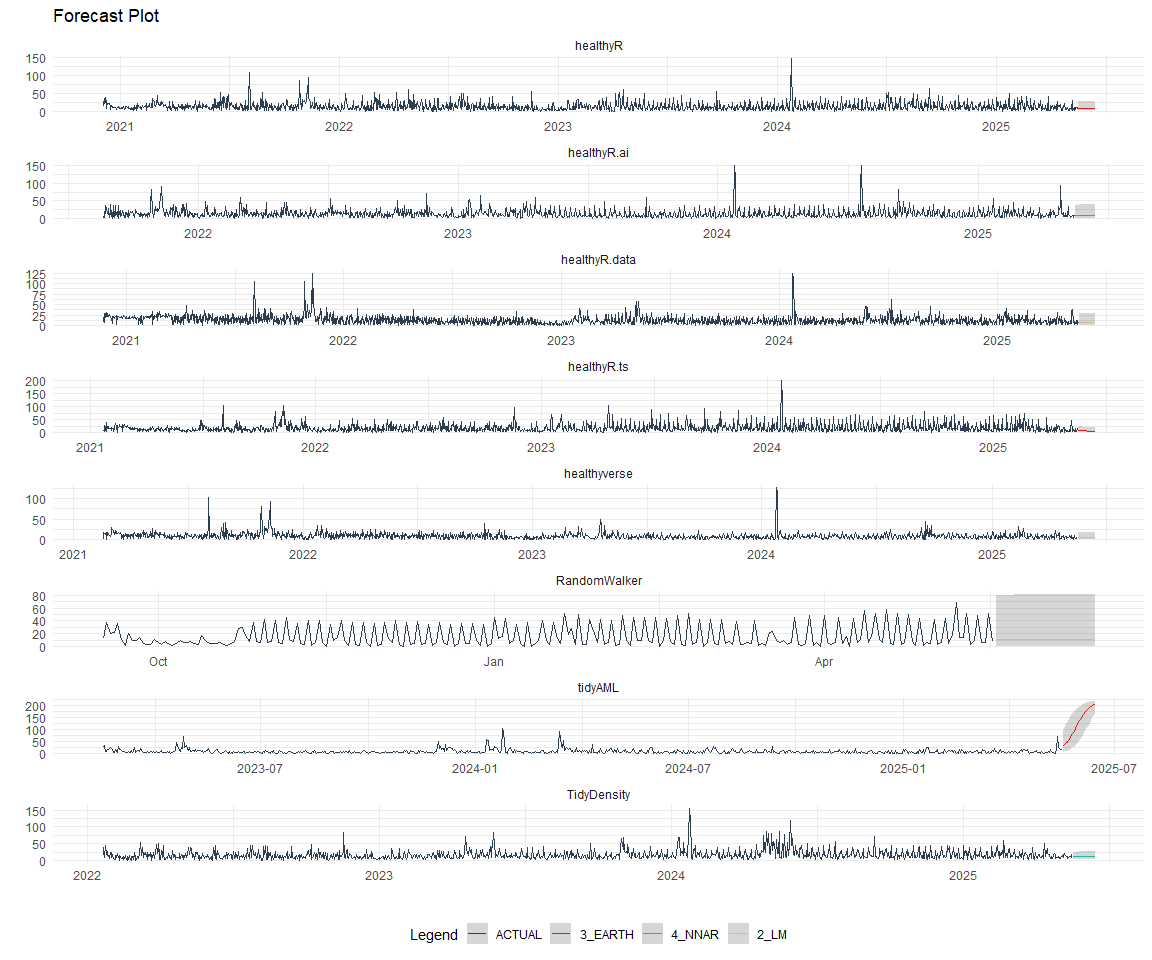 Forecast Plot
healthyR
150
100
50
0
2021 2022 2023 2024 2025
healthyR.ai
150
100
50
0
2022 2023 2024 2025
healthyR.data
125
100
75
50
25
0
2021 2022 2023 2024 2025
healthyR.ts
200
150
100
50
0
2021 2022 2023 2024 2025
healthyverse
100
50
0
2021 2022 2023 2024 2025
RandomWalker
80
60
40
20
0
Oct Jan Apr
tidyAML
200
150
100
50
0
2023-07 2024-01 2024-07 2025-01 2025-07
TidyDensity
150
100
50
0
2022 2023 2024 2025
Legend ACTUAL 3_EARTH 4_NNAR 2_LM